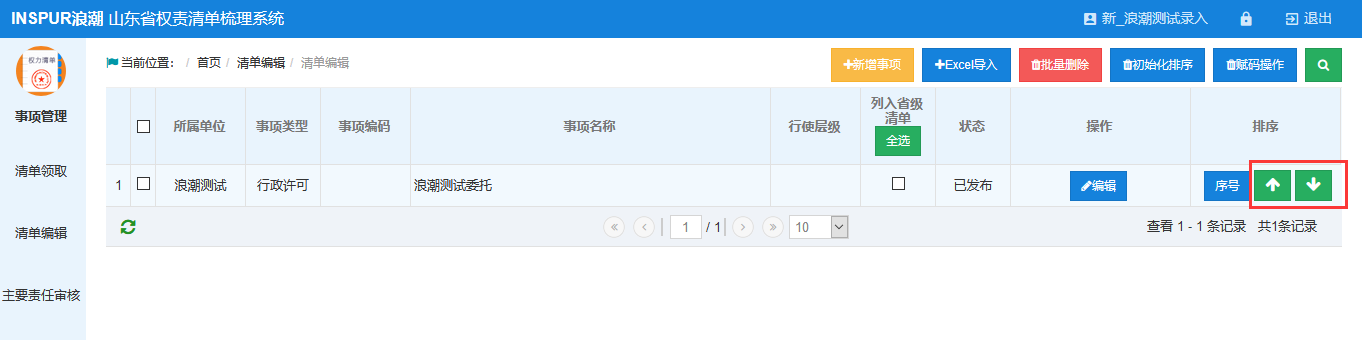 INSPUR浪潮 山东省权责清单梳理系统
新_浪潮测试录入 退出
权力清单
当前位置： / 首页 / 清单编辑 / 清单编辑
新增事项 Excel导入 批量删除 初始化排序 赋码操作
事项管理
清单领取
清单编辑
主要责任审核
所属单位 事项类型 事项编码 事项名称 行使层级 列入省级清单 全选 状态 操作 排序
1 浪潮测试 行政许可 浪潮测试委托 已发布 编辑 序号
1 / 1 10 查看 1 - 1 条记录 共1条记录